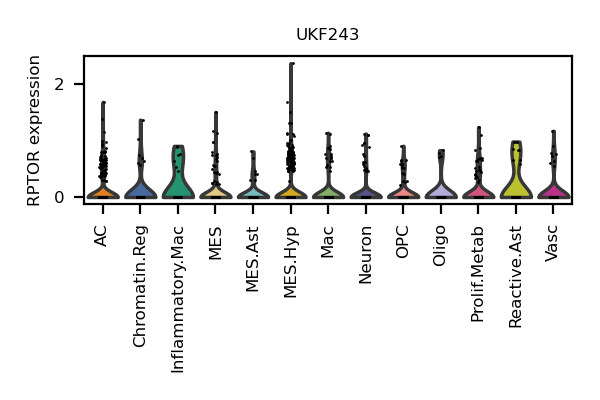 UKF243
RPTOR expression
2
0
AC
Chromatin.Reg
Inflammatory.Mac
MES
MES.Ast
MES.Hyp
Mac
Neuron
OPC
Oligo
Prolif.Metab
Reactive.Ast
Vasc